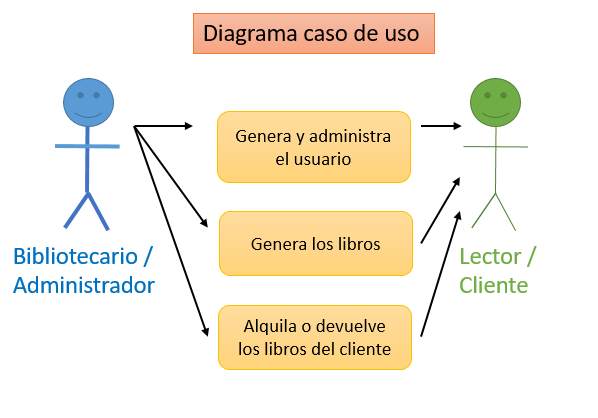 Diagrama caso de uso
Genera y administra
el usuario
Genera los libros
Bibliotecario /
Administrador
Lector /
Cliente
Alquila o devuelve
los libros del cliente